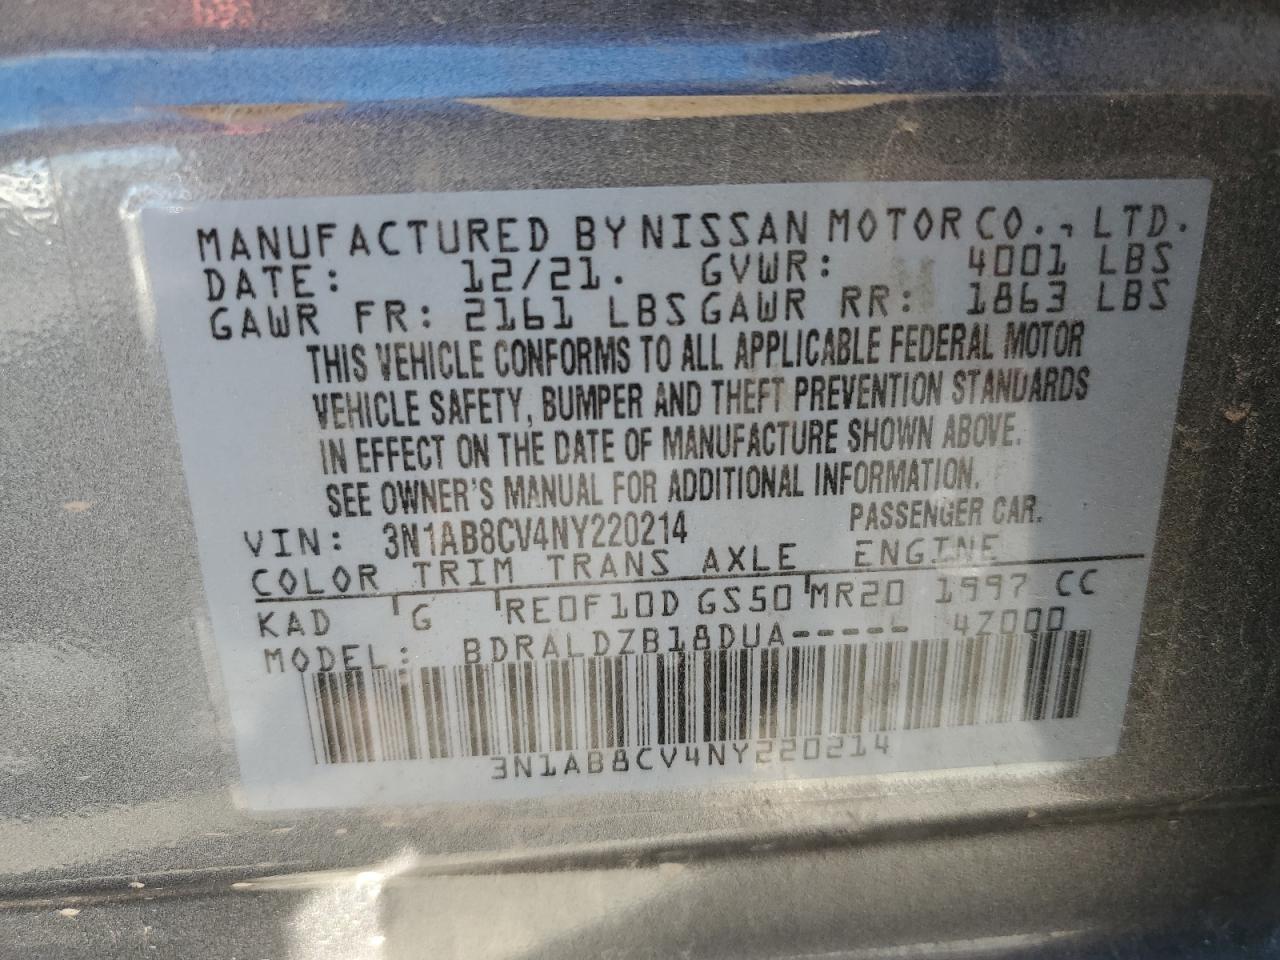 MANUFACTURED BY NISSAN MOTOR CO., LTD.
DATE: 12/21. GVWR: 4001 LBS
GAWR FR: 2161 LBS GAWR RR: 1863 LBS
THIS VEHICLE CONFORMS TO ALL APPLICABLE FEDERAL MOTOR
VEHICLE SAFETY, BUMPER AND THEFT PREVENTION STANDARDS
IN EFFECT ON THE DATE OF MANUFACTURE SHOWN ABOVE.
SEE OWNER'S MANUAL FOR ADDITIONAL INFORMATION.
VIN: 3N1AB8CV4NY220214 PASSENGER CAR.
COLOR TRIM TRANS AXLE ENGINE
KAD G RE0F10D GS50 MR20 1997 CC
MODEL: BDRALDZB18DUA----- 4Z000
3N1AB8CV4NY220214